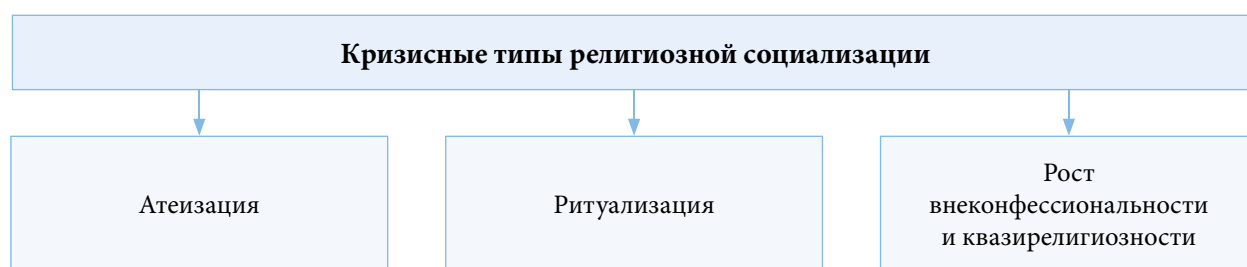 Кризисные типы религиозной социализации
Атеизация
Ритуализация
Рост
внеконфессиональности
и квазирелигиозности